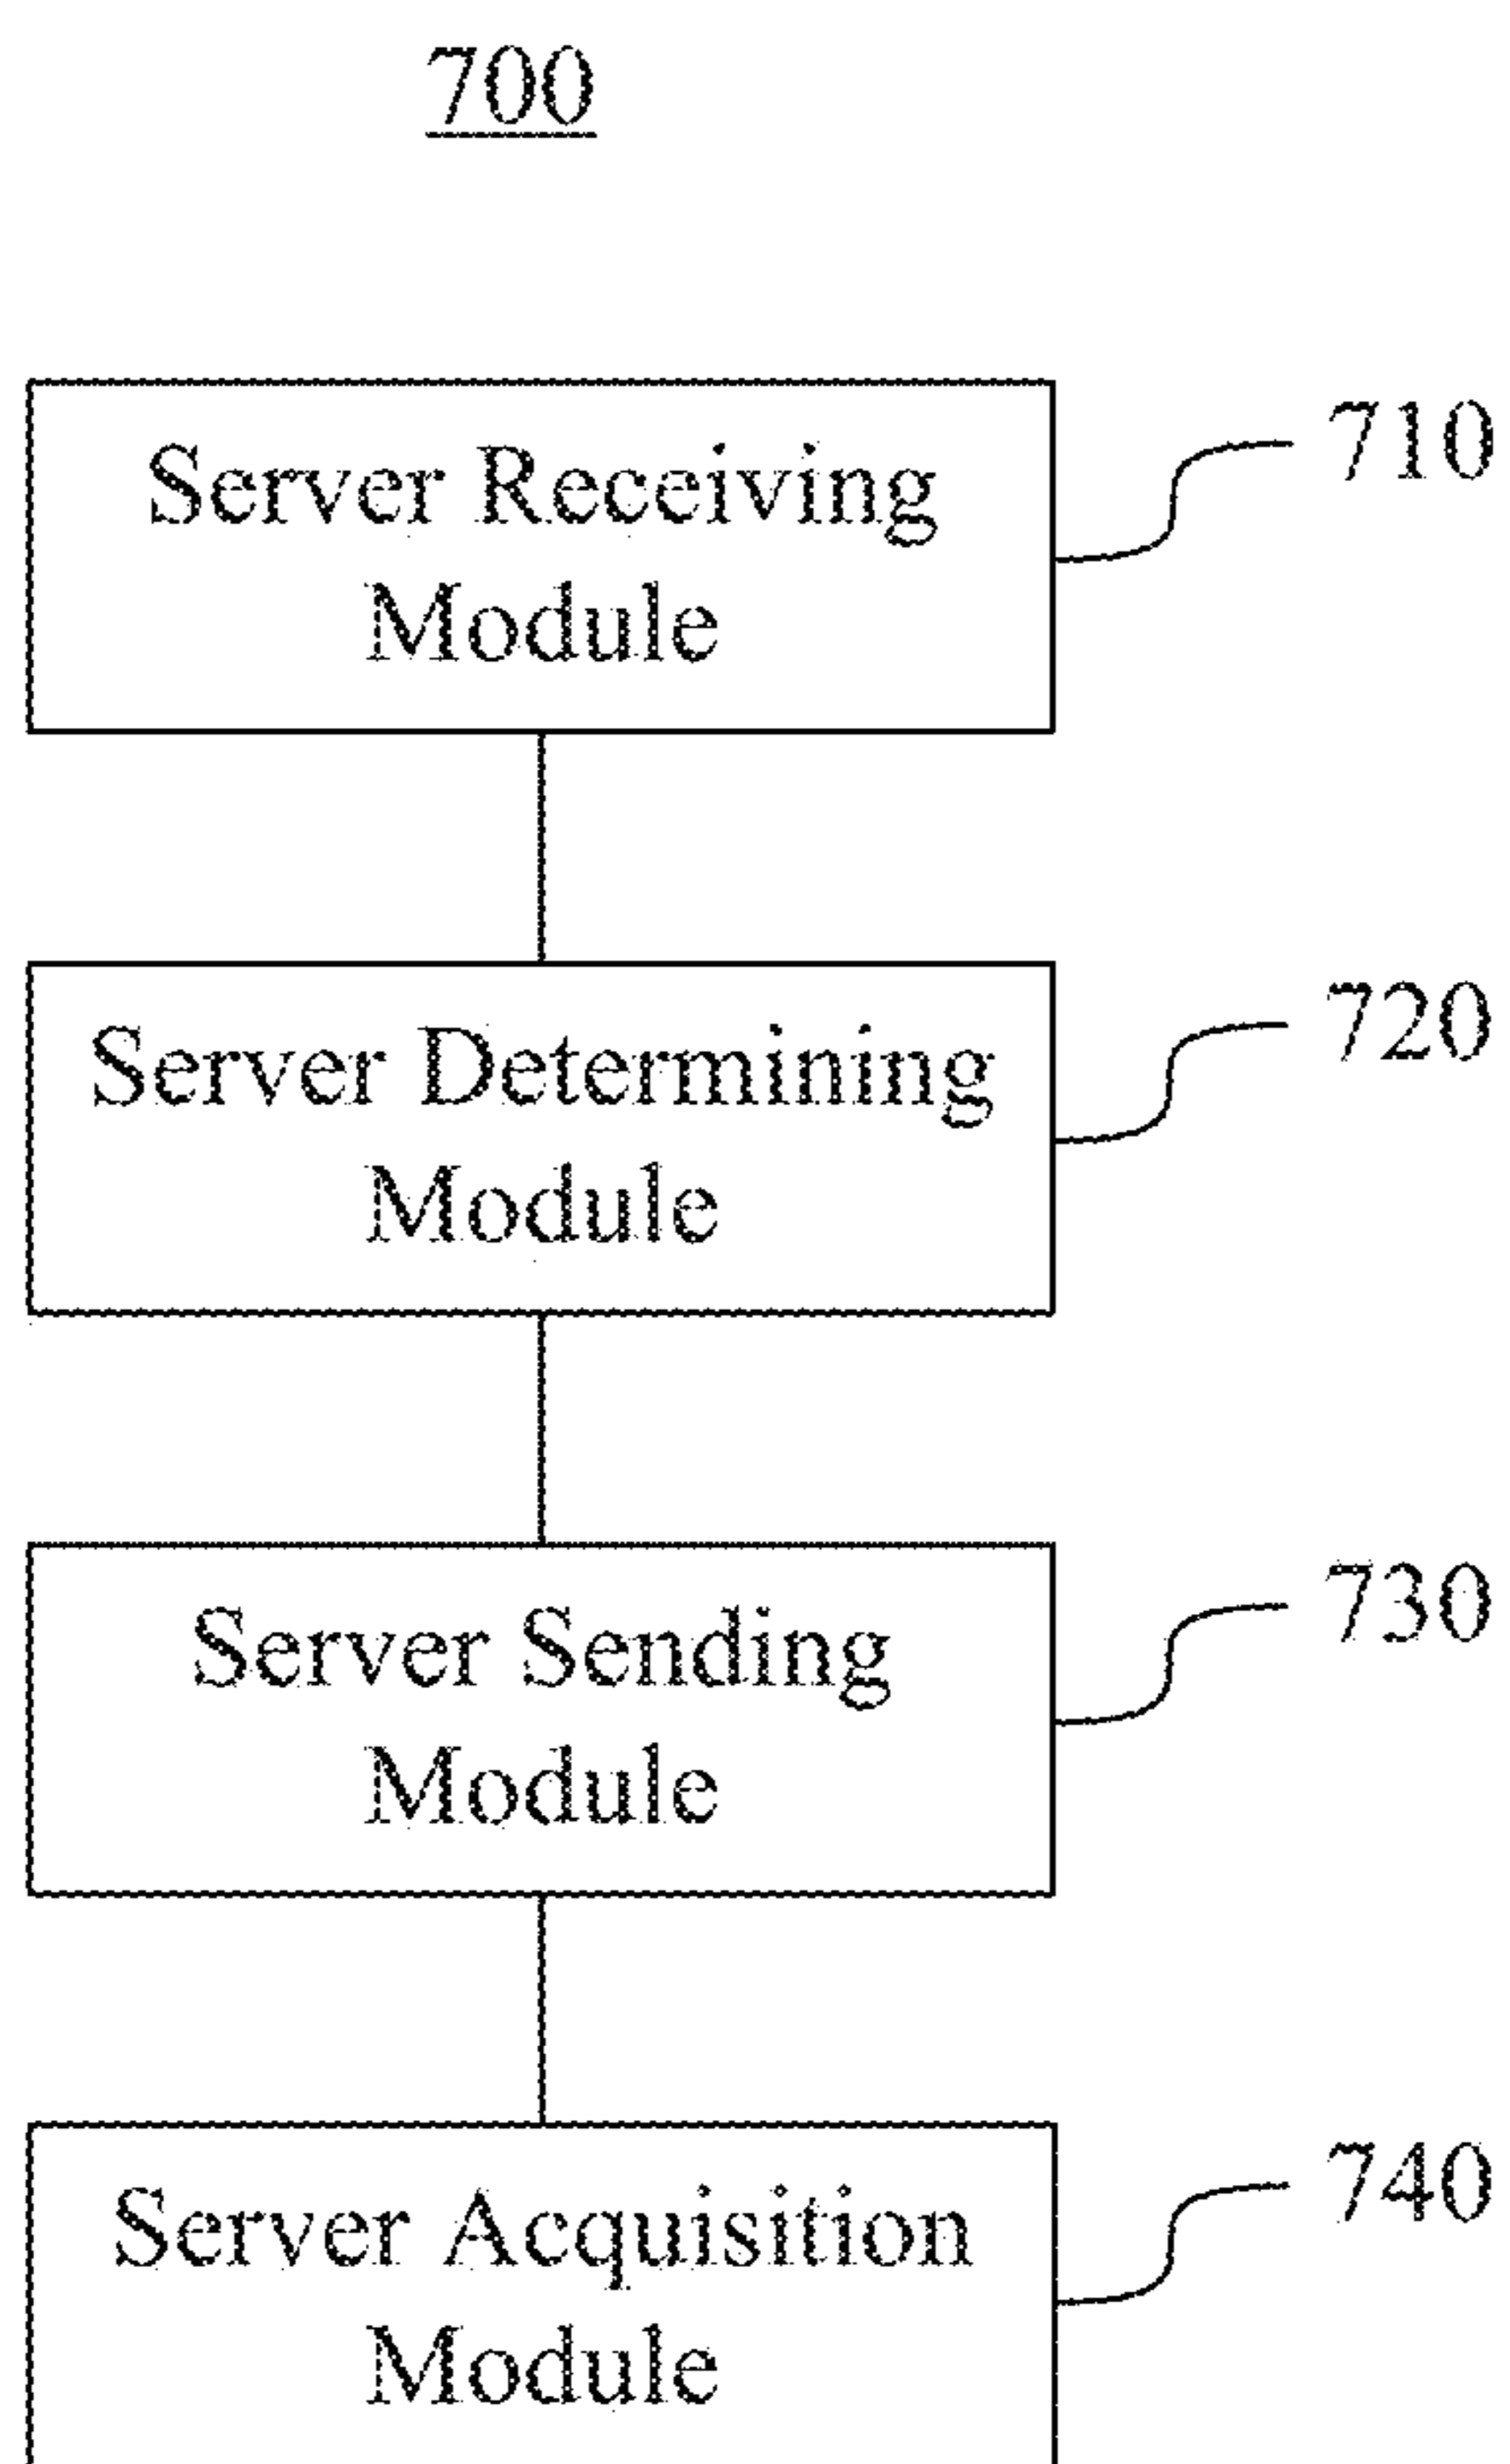 700
Server Receiving
Module
710
Server Determining
Module
720
Server Sending
Module
730
Server Acquisition
Module
740